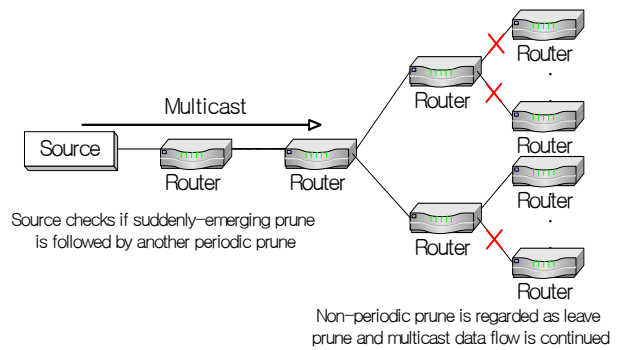 Router
Router
Multicast
Router
Source
Router
Router
Router
Source checks if suddenly-emerging prune
is followed by another periodic prune
Router
Router
Non-periodic prune is regarded as leave
prune and multicast data flow is continued